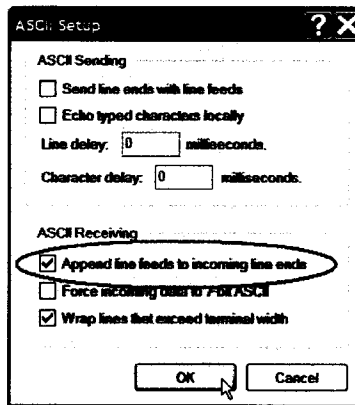 ASCII Setup
? X
ASCII Sending
Send line ends with line feeds
Echo typed characters locally
Line delay: 0 milliseconds.
Character delay: 0 milliseconds.
ASCII Receiving
Append line feeds to incoming line ends
Force incoming data to 7-bit ASCII
Wrap lines that exceed terminal width
OK Cancel